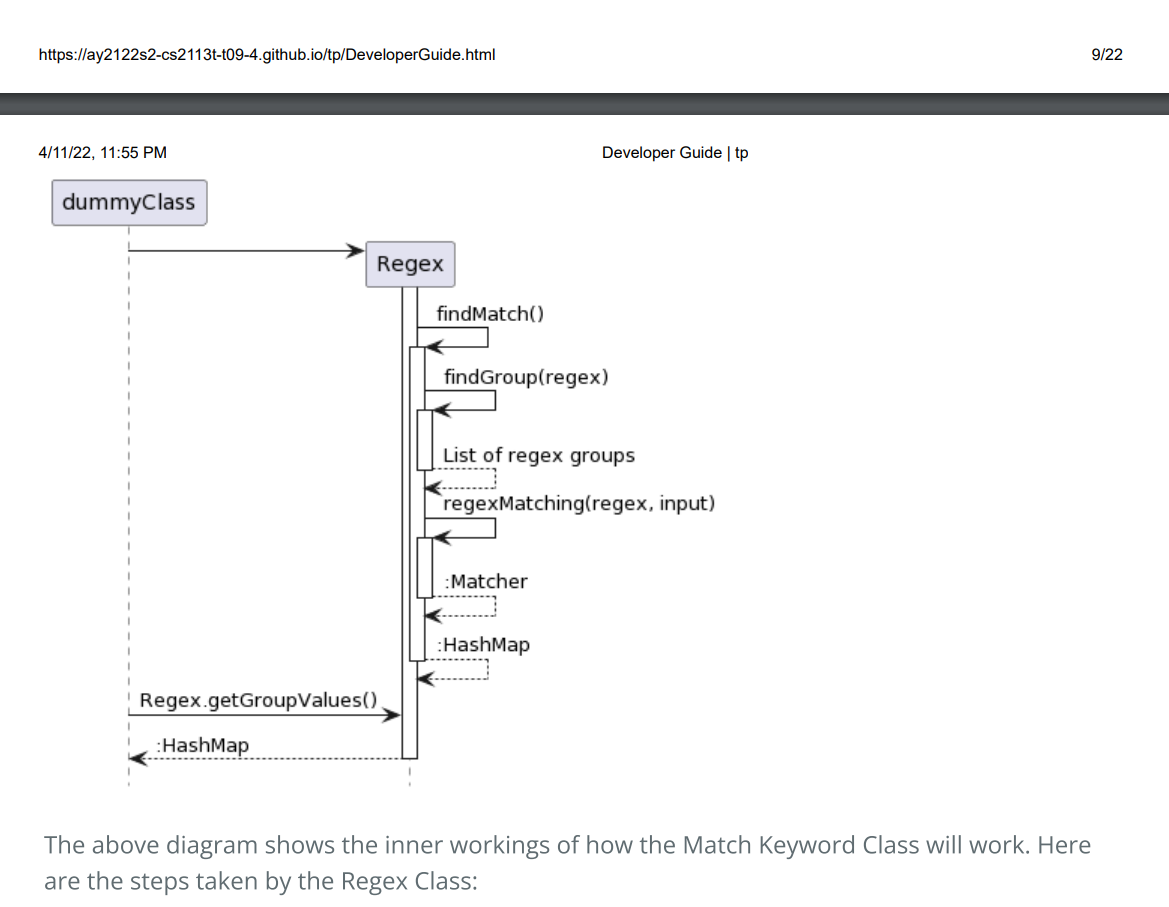 https://ay2122s2-cs2113t-t09-4.github.io/tp/DeveloperGuide.html 9/22
4/11/22, 11:55 PM Developer Guide | tp
dummyClass
Regex
findMatch()
findGroup(regex)
List of regex groups
regexMatching(regex, input)
:Matcher
:HashMap
Regex.getGroupValues()
:HashMap
The above diagram shows the inner workings of how the Match Keyword Class will work. Here
are the steps taken by the Regex Class: